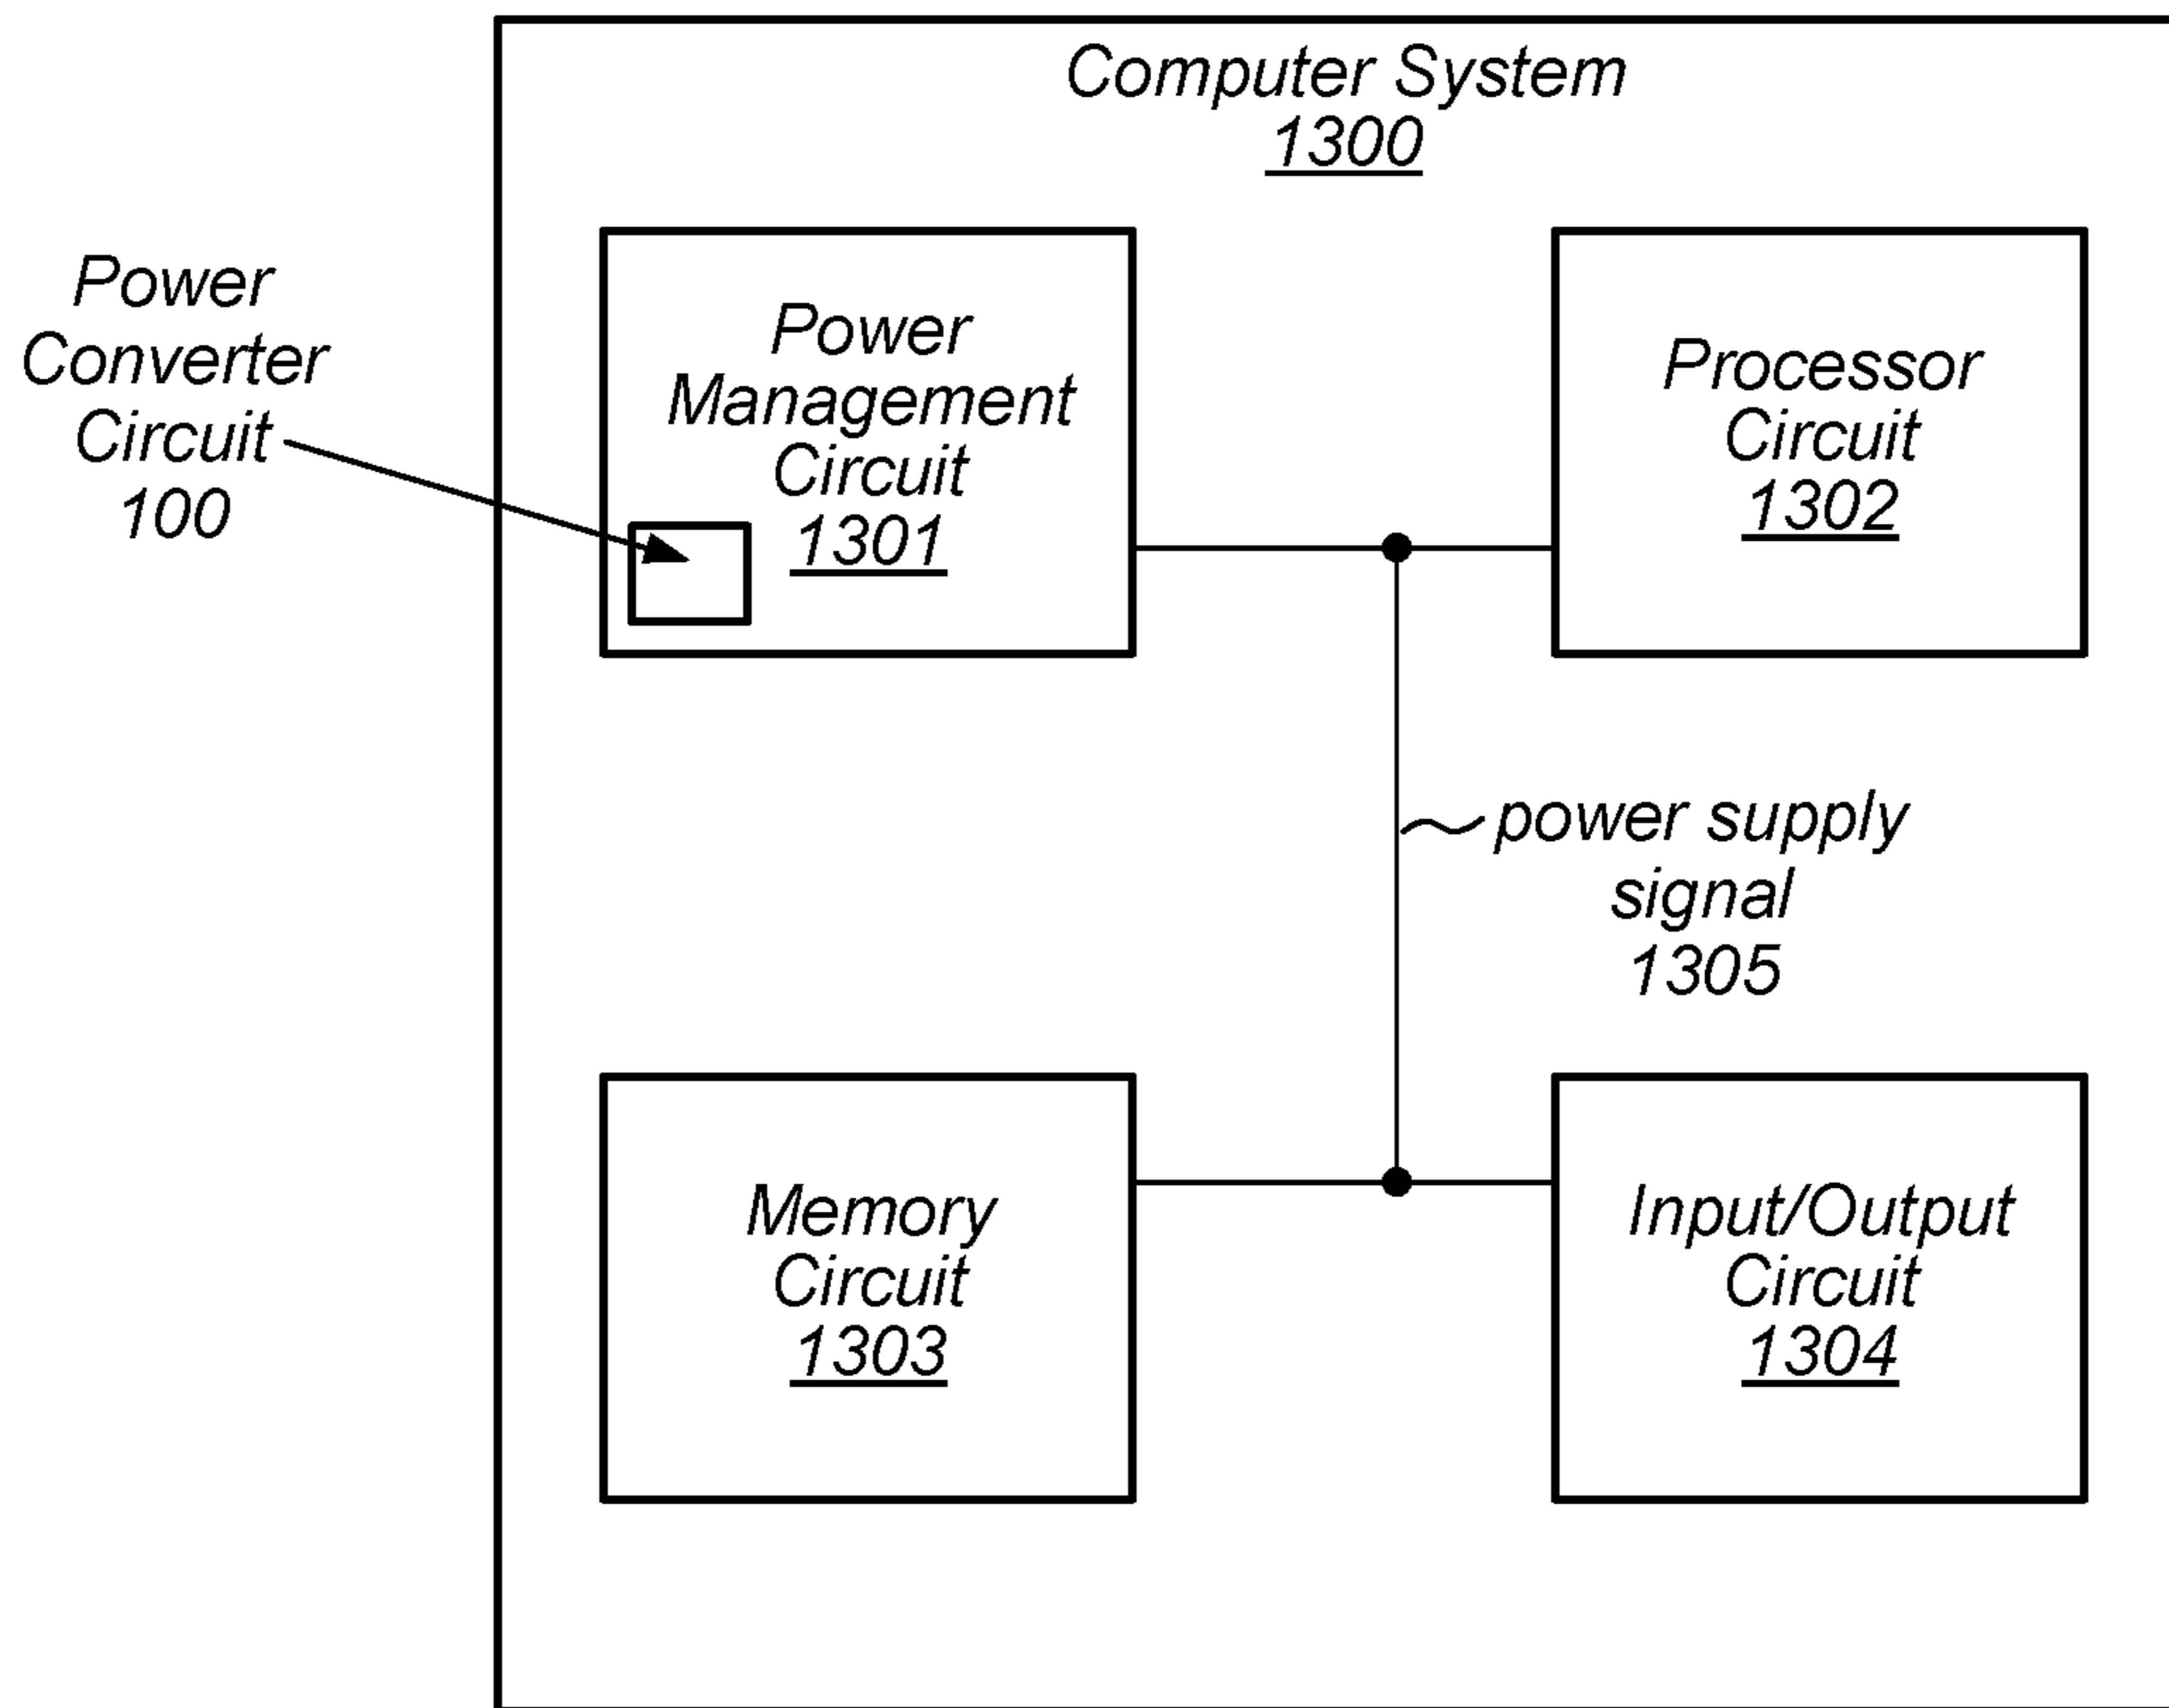 Computer System
1300
Power
Converter
Circuit
100
Power
Management
Circuit
1301
Processor
Circuit
1302
power supply
signal
1305
Memory
Circuit
1303
Input/Output
Circuit
1304